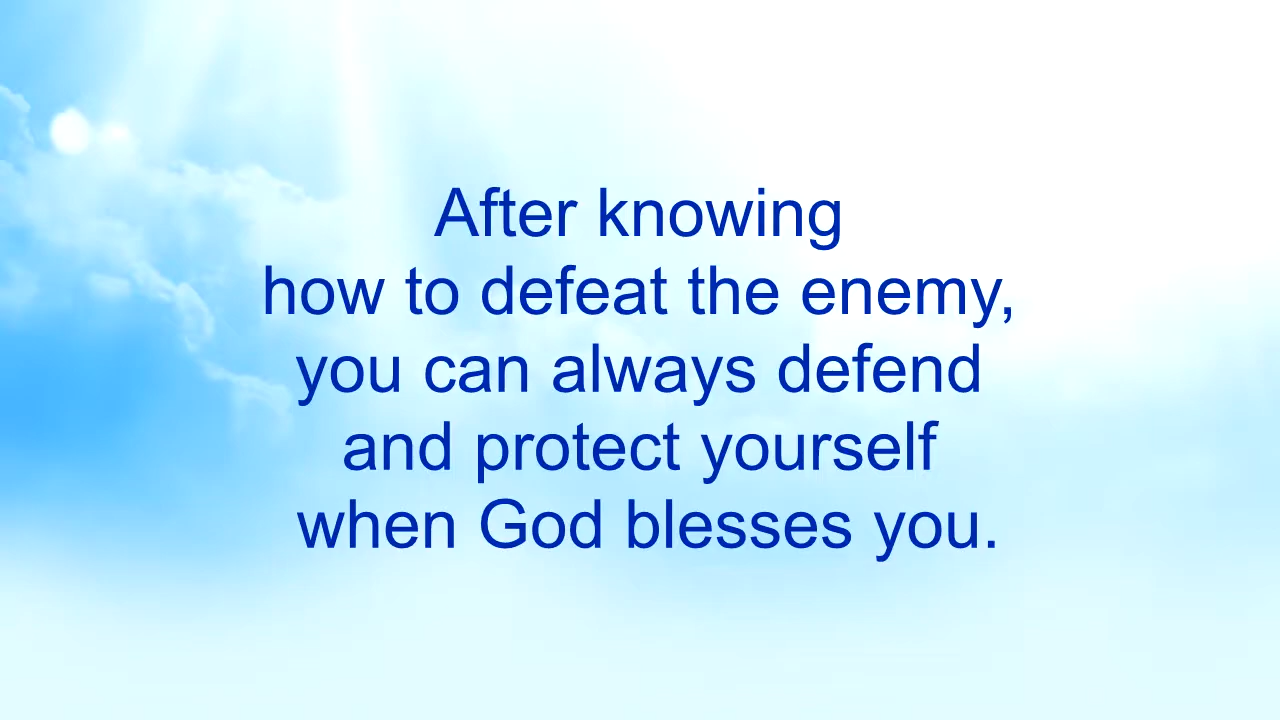 After knowing
how to defeat the enemy,
you can always defend
and protect yourself
when God blesses you.